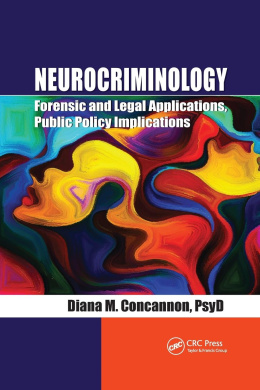 NEUROCRIMINOLOGY
Forensic and Legal Applications,
Public Policy Implications
Diana M. Concannon, PsyD
CRC Press
Taylor & Francis Group